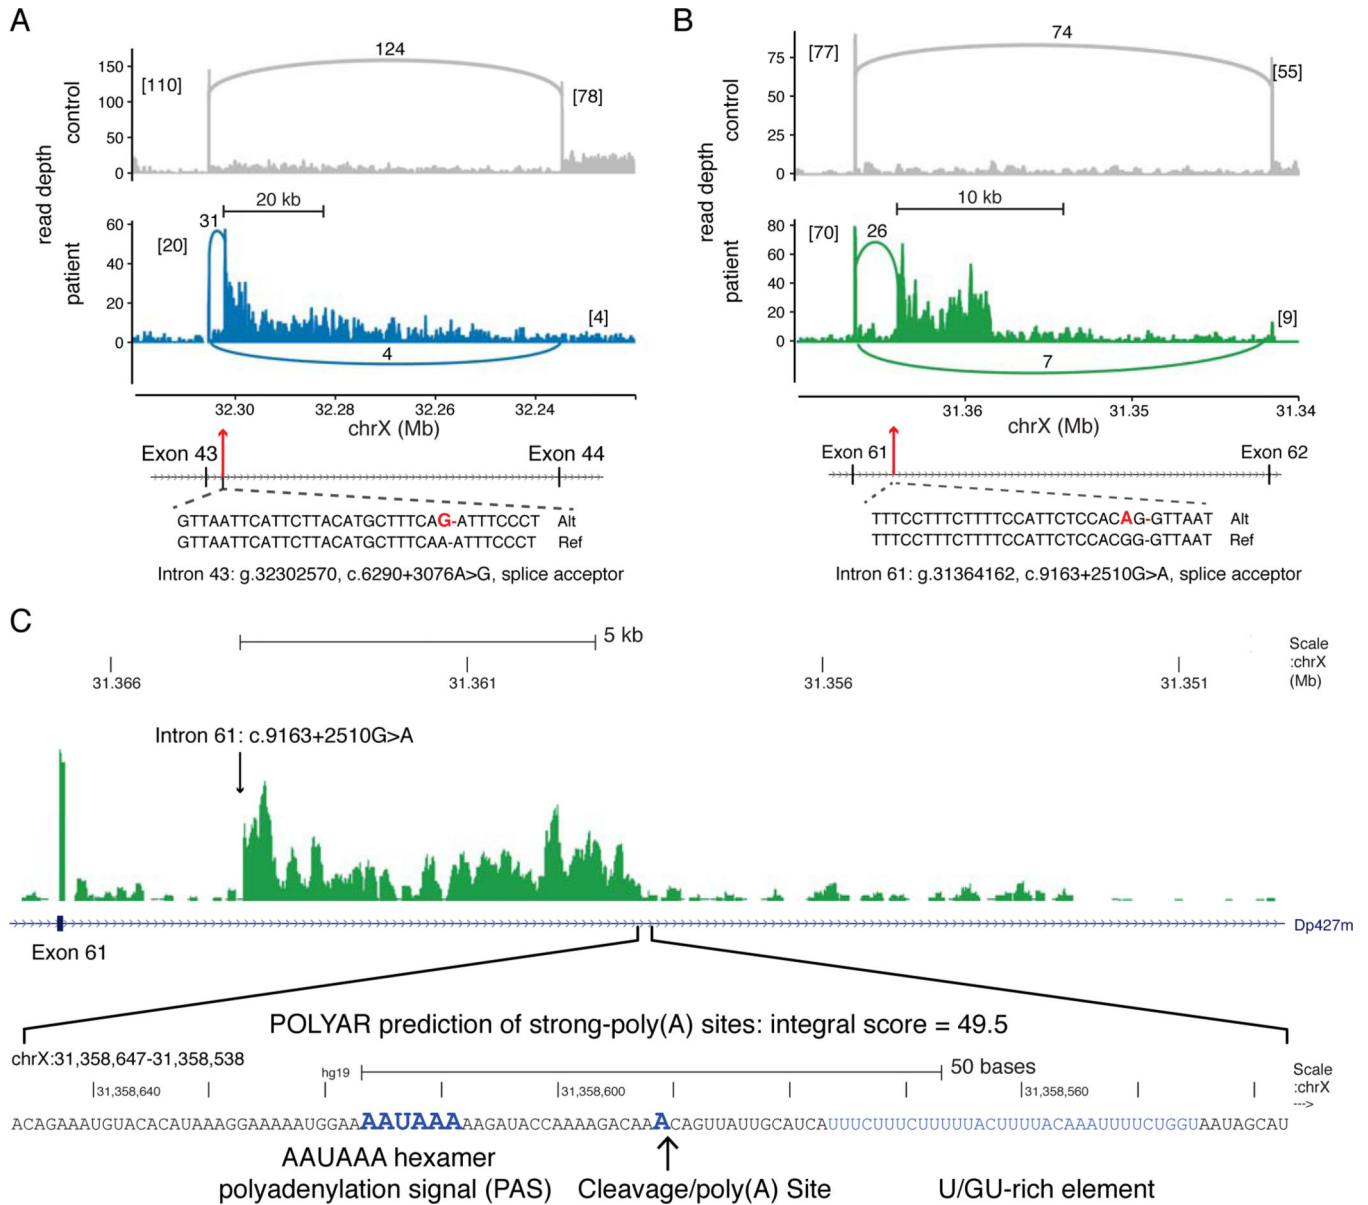 A
124
[110]
[78]
150
100
50
0
control
20 kb
31
[20]
60
40
20
0
patient
read depth
[4]
4
32.30
32.28
32.26
32.24
chrX (Mb)
Exon 43
Exon 44
GTTAATTCATTCTTACATGCTTTCAG-ATTTCCCT Alt
GTTAATTCATTCTTACATGCTTTCAA-ATTTCCCT Ref
Intron 43: g.32302570, c.6290+3076A>G, splice acceptor
B
74
[77]
[55]
75
50
25
0
control
10 kb
26
[70]
80
60
40
20
0
patient
read depth
[9]
7
31.36
31.35
31.34
chrX (Mb)
Exon 61
Exon 62
TTTCCTTTCTTTTCCATTCTCCACAG-GTTAAT Alt
TTTCCTTTCTTTTCCATTCTCCACGG-GTTAAT Ref
Intron 61: g.31364162, c.9163+2510G>A, splice acceptor
C
5 kb
Scale
:chrX
(Mb)
31.366
31.361
31.356
31.351
Intron 61: c.9163+2510G>A
Dp427m
Exon 61
POLYAR prediction of strong-poly(A) sites: integral score = 49.5
chrX:31,358,647-31,358,538
hg19
50 bases
Scale
:chrX
--->
31,358,640
31,358,600
31,358,560
ACAGAAAUGUACACAUAAAGGAAAAAUGGAAAAUAAAAAGAUACCAAAAGACAAACAGUUAUUGCAUCAUUUCUUUCUUUUUACUUUUACAAAUUUUCUGGUAAUAGCAU
AAUAAA hexamer
polyadenylation signal (PAS)
Cleavage/poly(A) Site
U/GU-rich element